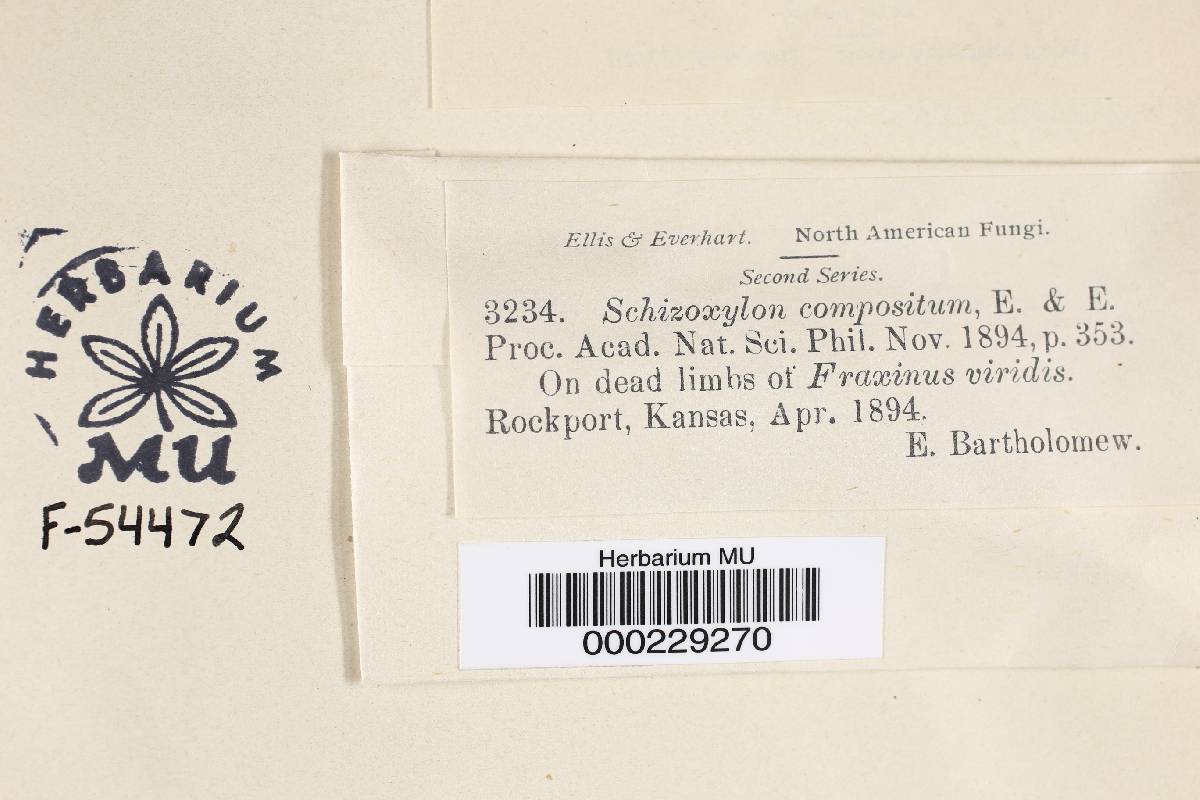 Ellis & Everhart. North American Fungi.
Second Series.
3234. Schizoxylon compositum, E. & E.
Proc. Acad. Nat. Sci. Phil. Nov. 1894, p. 353.
On dead limbs of Fraxinus viridis.
Rockport, Kansas, Apr. 1894.
E. Bartholomew.
HERBARIUM
MU
F-54472
Herbarium MU
000229270